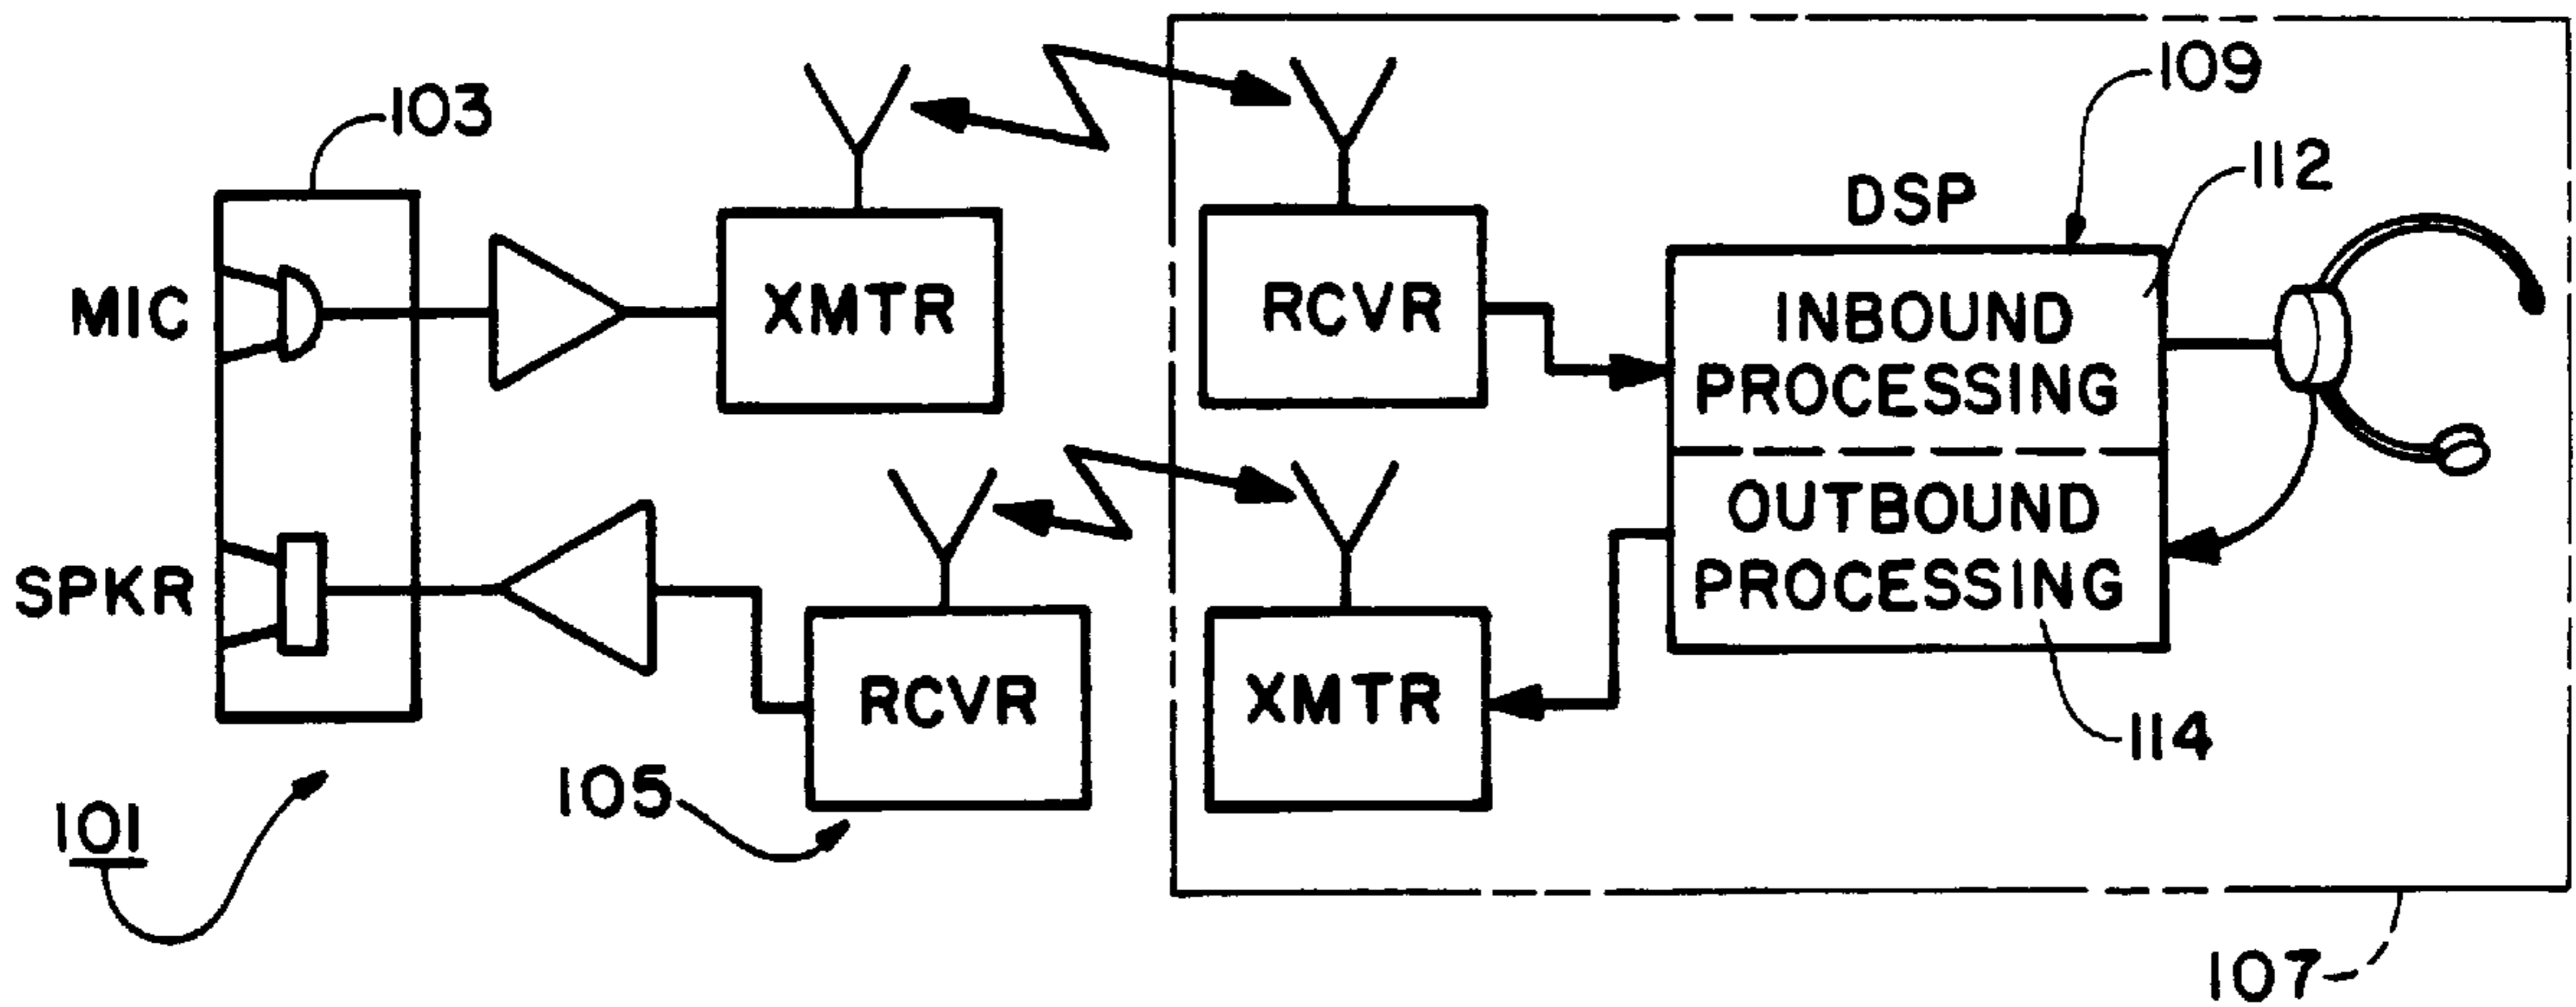 103
109
112
DSP
MIC
XMTR
RCVR
INBOUND
PROCESSING
OUTBOUND
PROCESSING
SPKR
RCVR
XMTR
114
105
101
107